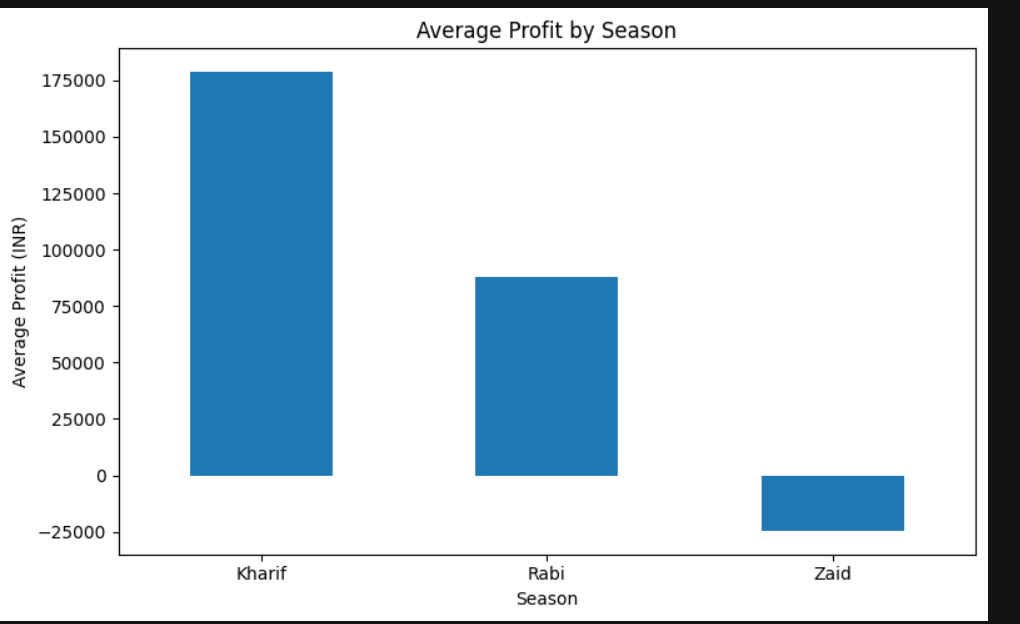 Average Profit by Season
Average Profit (INR)
175000
150000
125000
100000
75000
50000
25000
0
−25000
Kharif Rabi Zaid
Season